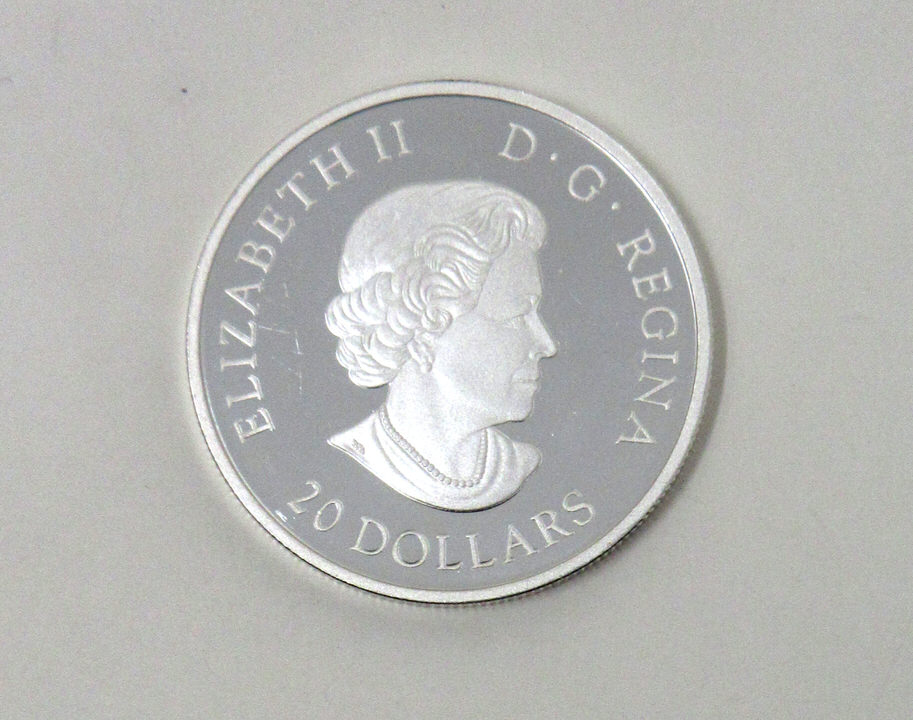 ELIZABETH II D·G·REGINA
20 DOLLARS